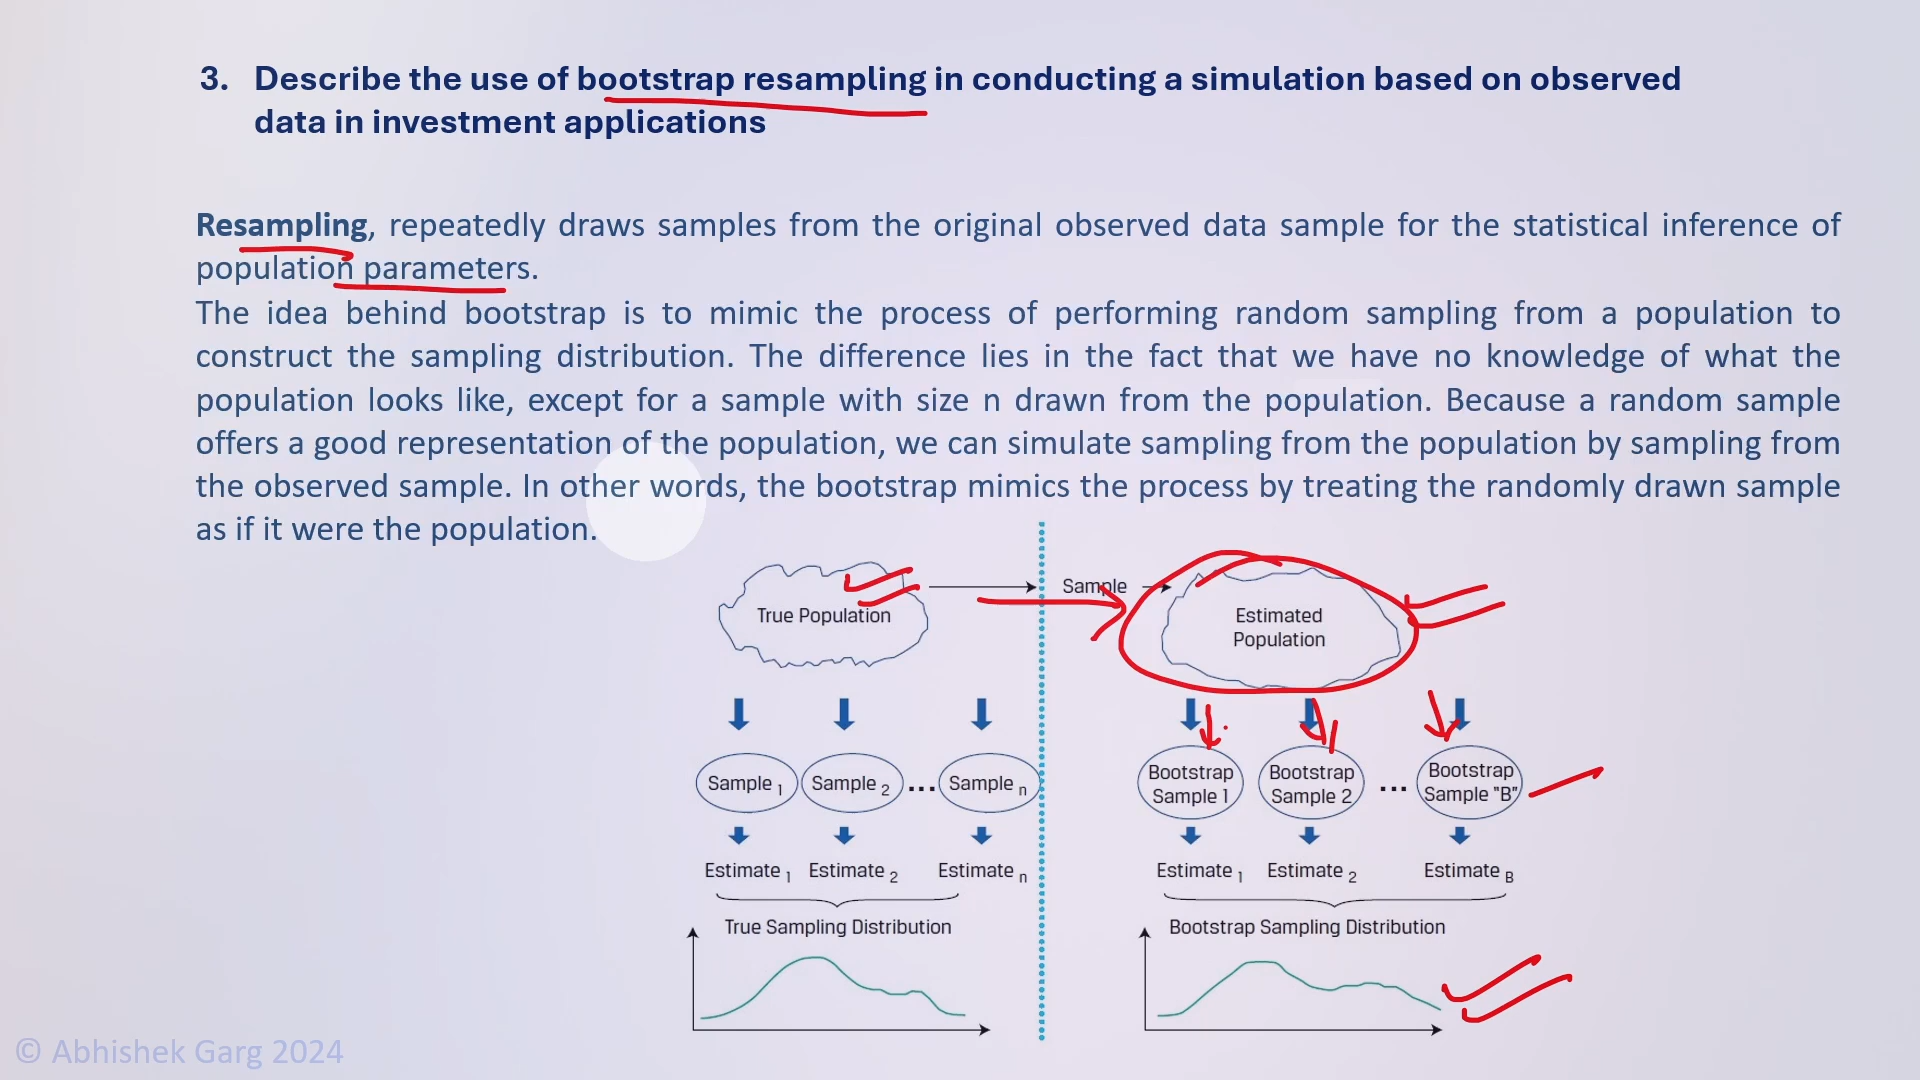 3. Describe the use of bootstrap resampling in conducting a simulation based on observed
data in investment applications
Resampling, repeatedly draws samples from the original observed data sample for the statistical inference of
population parameters.
The idea behind bootstrap is to mimic the process of performing random sampling from a population to
construct the sampling distribution. The difference lies in the fact that we have no knowledge of what the
population looks like, except for a sample with size n drawn from the population. Because a random sample
offers a good representation of the population, we can simulate sampling from the population by sampling from
the observed sample. In other words, the bootstrap mimics the process by treating the randomly drawn sample
as if it were the population.
True Population
Sample
Estimated
Population
Sample 1
Sample 2
...
Sample n
Bootstrap
Sample 1
Bootstrap
Sample 2
...
Bootstrap
Sample "B"
Estimate 1
Estimate 2
Estimate n
Estimate 1
Estimate 2
Estimate B
True Sampling Distribution
Bootstrap Sampling Distribution
© Abhishek Garg 2024